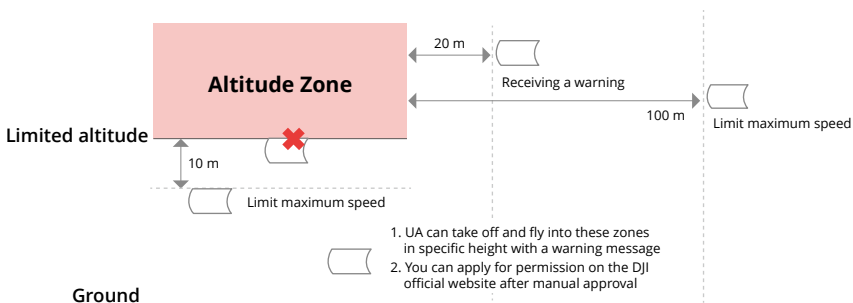 20 m
Receiving a warning
Altitude Zone
100 m
Limit maximum speed
Limited altitude
10 m
Limit maximum speed
1. UA can take off and fly into these zones
in specific height with a warning message
2. You can apply for permission on the DJI
official website after manual approval
Ground